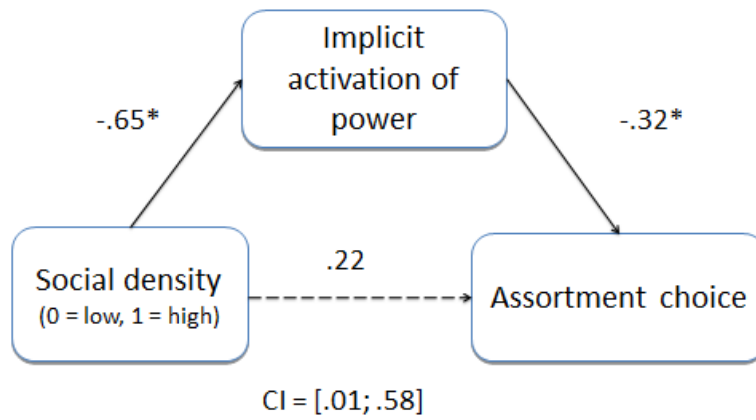 Implicit
activation of
power
-.65*
-.32*
Social density
(0 = low, 1 = high)
.22
Assortment choice
CI = [.01; .58]